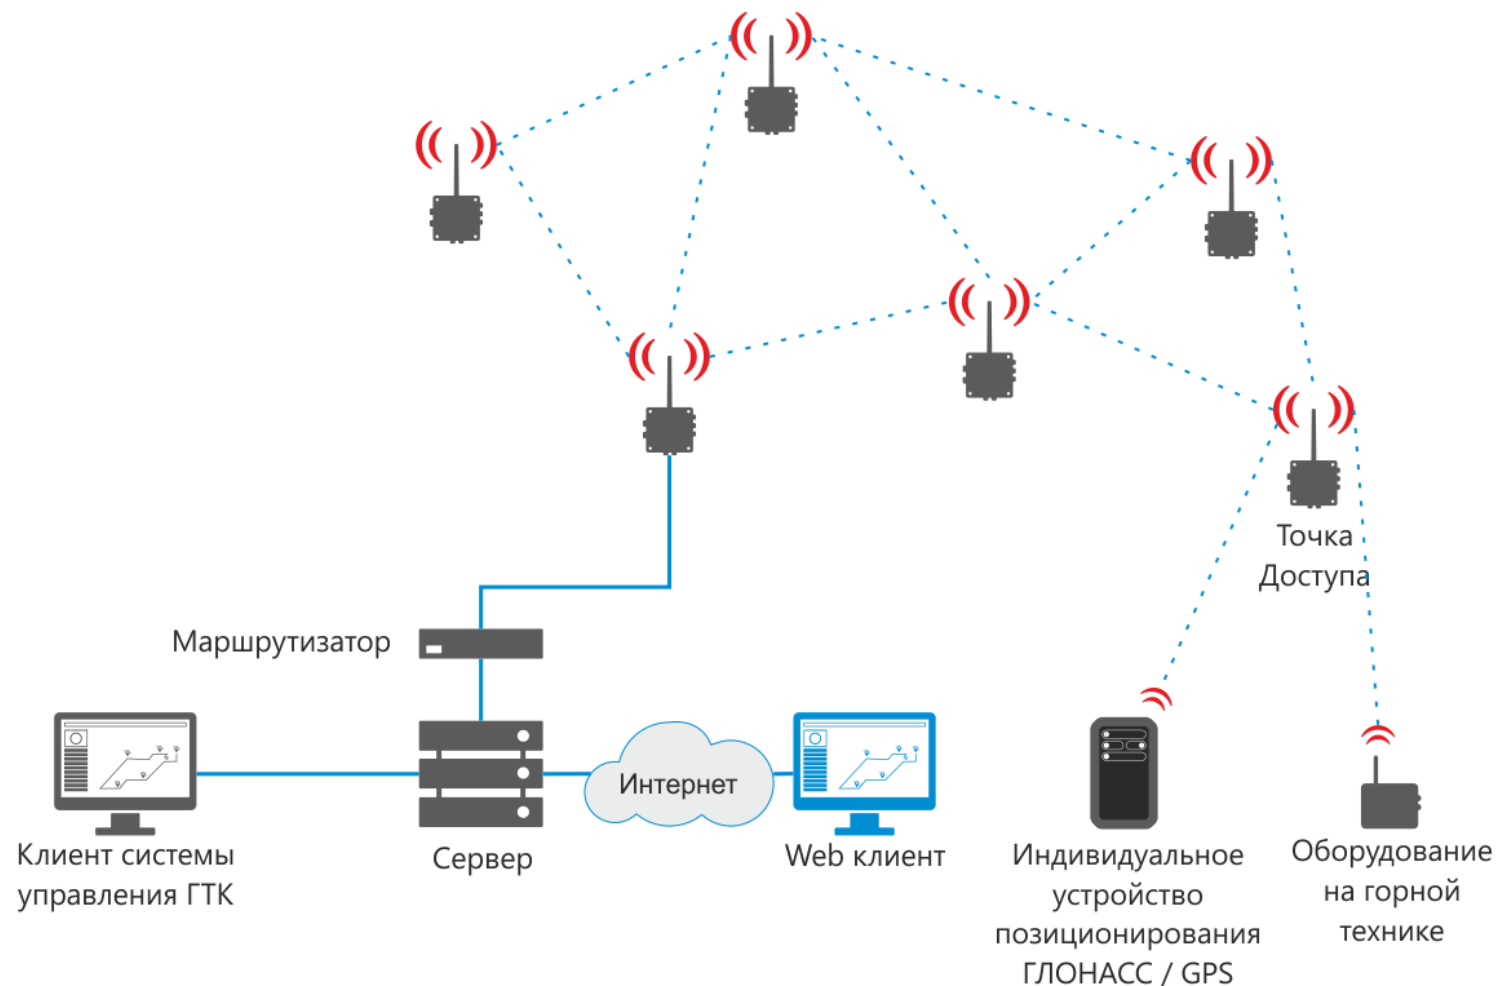 Точка
Доступа
Маршрутизатор
Интернет
Клиент системы
управления ГТК
Сервер
Web клиент
Индивидуальное
устройство
позиционирования
ГЛОНАСС / GPS
Оборудование
на горной
технике